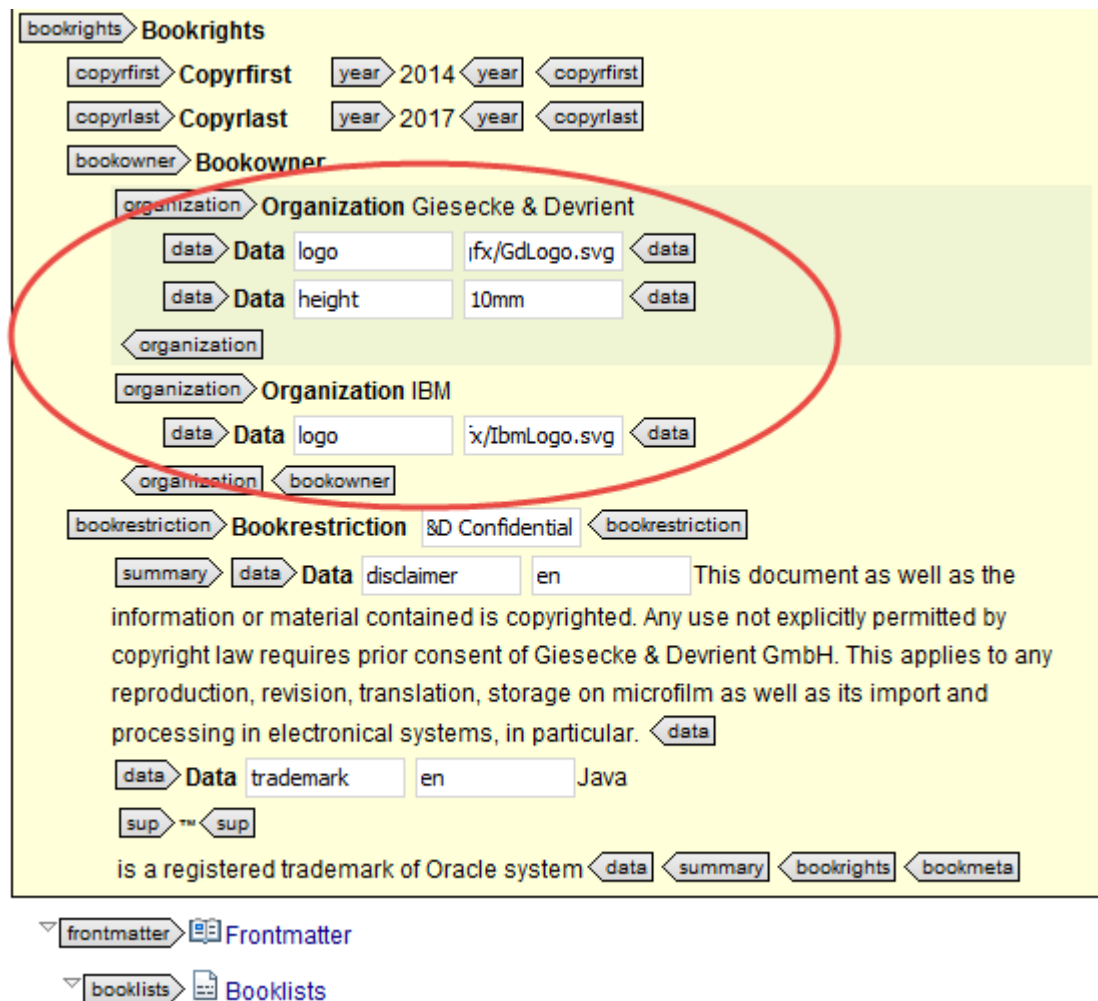 bookrights Bookrights
copyrfirst Copyrfirst year 2014 year copyrfirst
copyrlast Copyrlast year 2017 year copyrlast
bookowner Bookowner
organization Organization Giesecke & Devrient
data Data logo ıfx/GdLogo.svg data
data Data height 10mm data
organization
organization Organization IBM
data Data logo x/IbmLogo.svg data
organization bookowner
bookrestriction Bookrestriction &D Confidential bookrestriction
summary data Data disclaimer en This document as well as the
information or material contained is copyrighted. Any use not explicitly permitted by
copyright law requires prior consent of Giesecke & Devrient GmbH. This applies to any
reproduction, revision, translation, storage on microfilm as well as its import and
processing in electronical systems, in particular. data
data Data trademark en Java
sup ™ sup
is a registered trademark of Oracle system data summary bookrights bookmeta
frontmatter Frontmatter
booklists Booklists